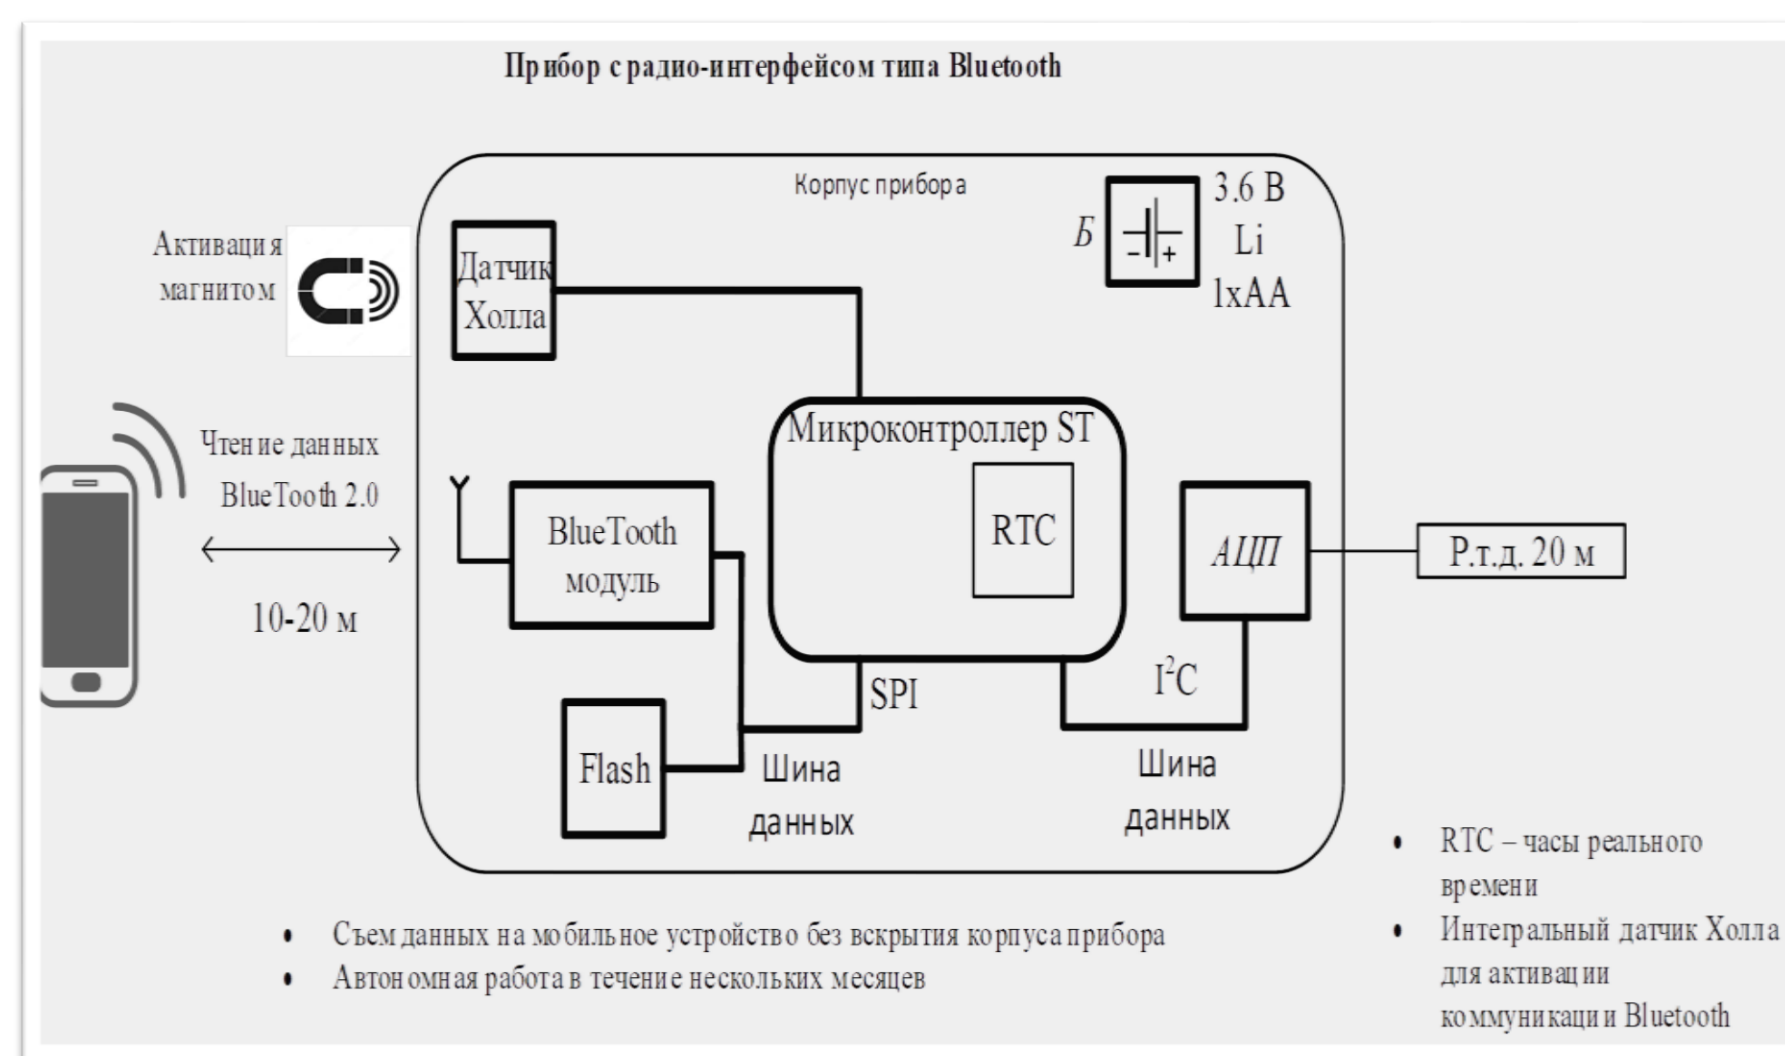 Прибор с радио-интерфейсом типа Bluetooth
Корпус прибора
Б
3.6 В
Li
1xAA
- +
Активация
магнитом
Датчик
Холла
Микроконтроллер ST
RTC
Чтение данных
BlueTooth 2.0
10-20 м
BlueTooth
модуль
АЦП
Р.т.д. 20 м
SPI
I²C
Flash
Шина
данных
Шина
данных
• RTC – часы реального
времени
• Интегральный датчик Холла
для активации
коммуникации Bluetooth
• Съем данных на мобильное устройство без вскрытия корпуса прибора
• Автономная работа в течение нескольких месяцев